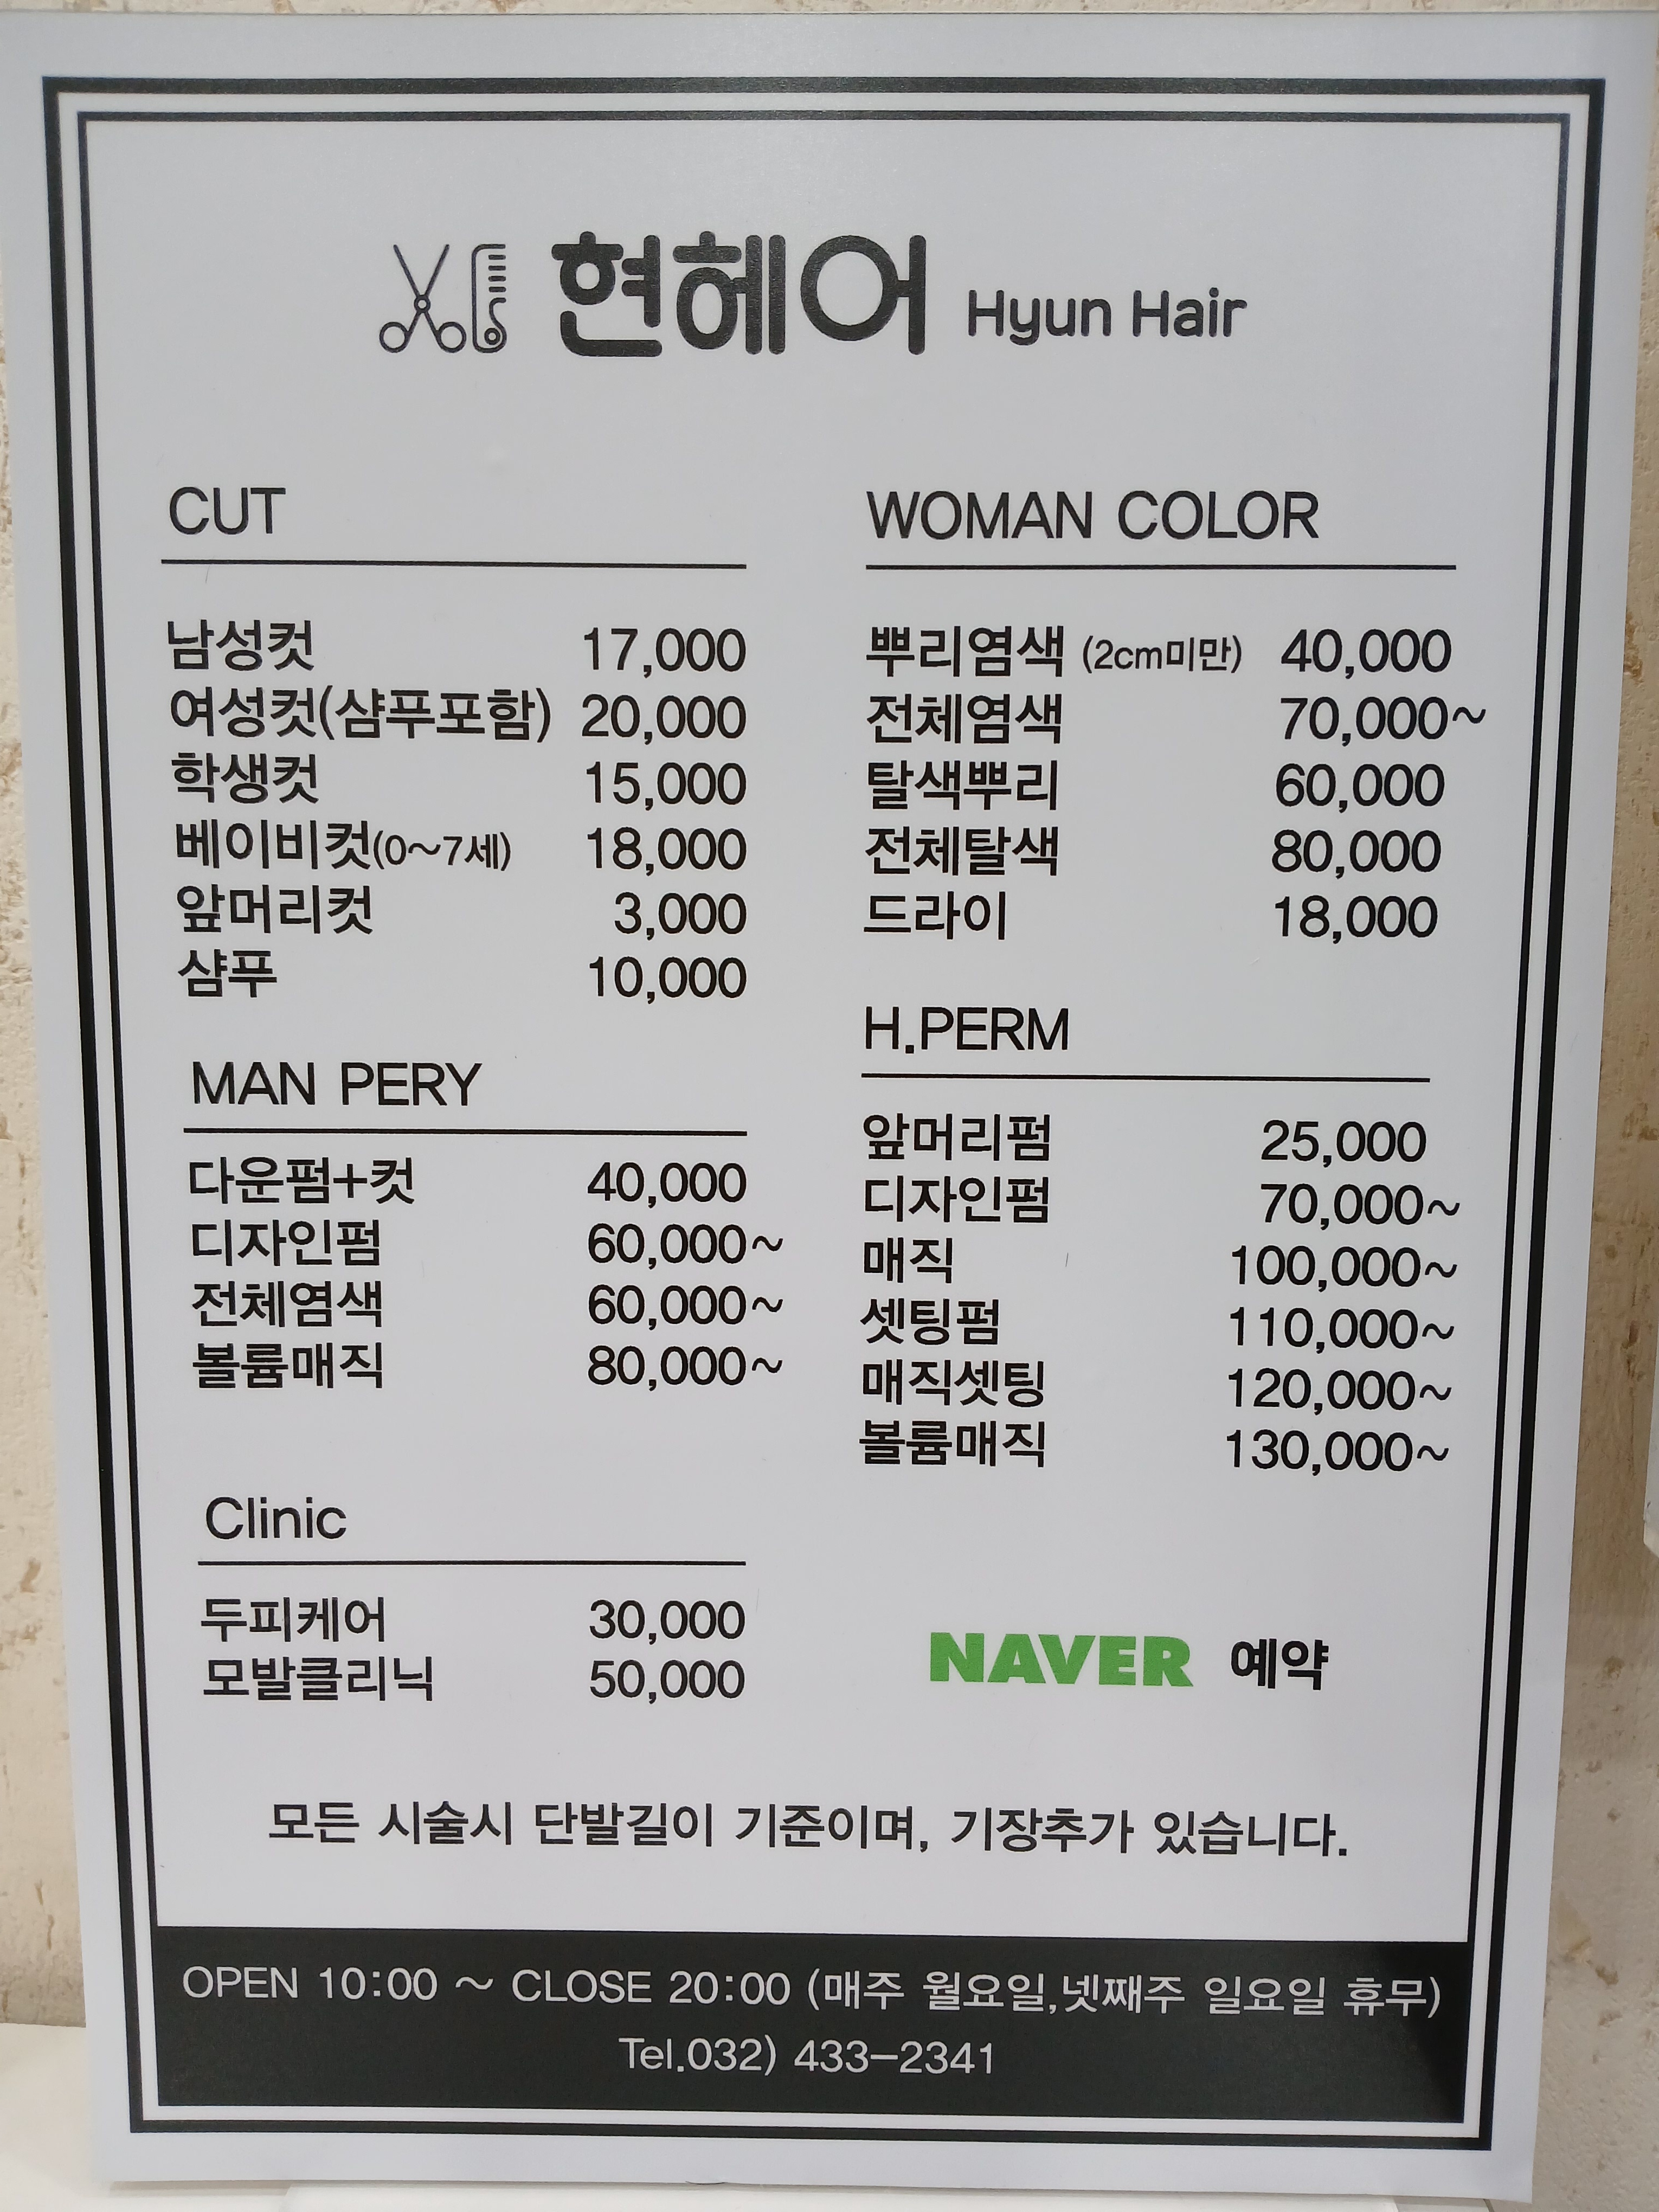 현헤어 Hyun Hair
CUT
남성컷 17,000
여성컷(샴푸포함) 20,000
학생컷 15,000
베이비컷(0~7세) 18,000
앞머리컷 3,000
샴푸 10,000
MAN PERY
다운펌+컷 40,000
디자인펌 60,000~
전체염색 60,000~
볼륨매직 80,000~
Clinic
두피케어 30,000
모발클리닉 50,000
WOMAN COLOR
뿌리염색 (2cm미만) 40,000
전체염색 70,000~
탈색뿌리 60,000
전체탈색 80,000
드라이 18,000
H.PERM
앞머리펌 25,000
디자인펌 70,000~
매직 100,000~
셋팅펌 110,000~
매직셋팅 120,000~
볼륨매직 130,000~
NAVER 예약
모든 시술시 단발길이 기준이며, 기장추가 있습니다.
OPEN 10:00 ~ CLOSE 20:00 (매주 월요일,넷째주 일요일 휴무)
Tel.032) 433-2341